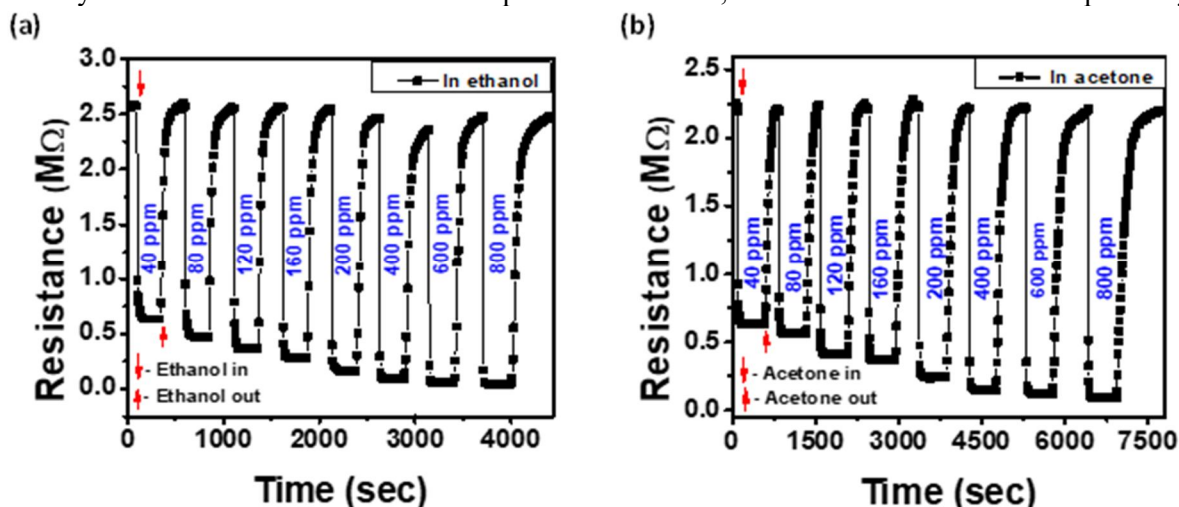 (a)
3.0
2.5
2.0
1.5
1.0
0.5
0.0
Resistance (MΩ)
In ethanol
40 ppm
80 ppm
120 ppm
160 ppm
200 ppm
400 ppm
600 ppm
800 ppm
- Ethanol in
- Ethanol out
0
1000
2000
3000
4000
Time (sec)
(b)
2.5
2.0
1.5
1.0
0.5
0.0
Resistance (MΩ)
In acetone
40 ppm
80 ppm
120 ppm
160 ppm
200 ppm
400 ppm
600 ppm
800 ppm
- Acetone in
- Acetone out
0
1500
3000
4500
6000
7500
Time (sec)